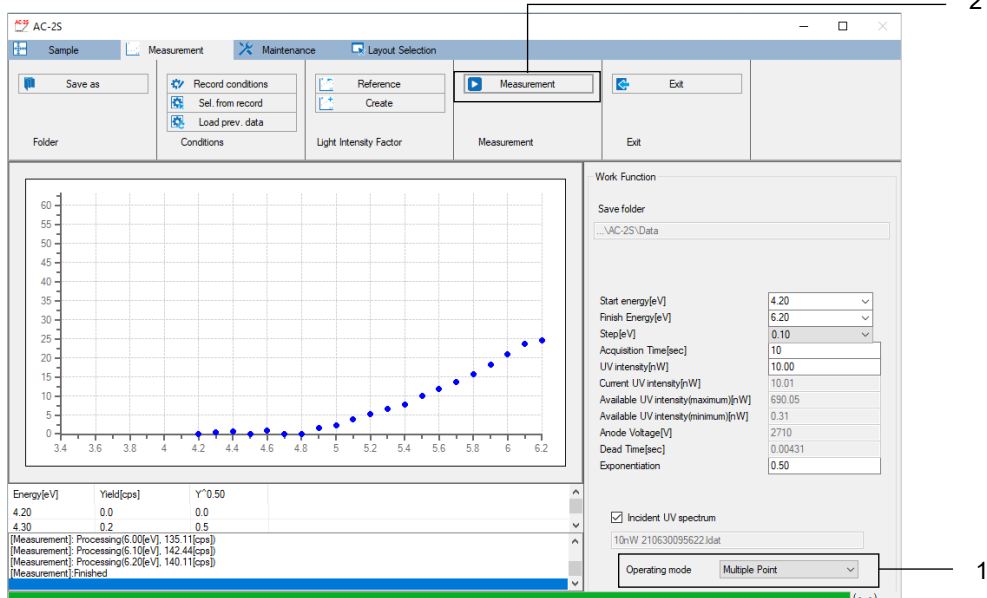 2
AC-2S
Sample Measurement Maintenance Layout Selection
Save as Record conditions Reference Measurement Exit
Sel. from record Create
Load prev. data
Folder Conditions Light Intensity Factor Measurement Exit
Work Function
Save folder
...\AC-2S\Data
60
55
50
45
40
35
30
25
20
15
10
5
0
3.4 3.6 3.8 4 4.2 4.4 4.6 4.8 5 5.2 5.4 5.6 5.8 6 6.2
Start energy[eV] 4.20
Finish Energy[eV] 6.20
Step[eV] 0.10
Acquisition Time[sec] 10
UV intensity[nW] 10.00
Current UV intensity[nW] 10.01
Available UV intensity(maximum)[nW] 690.05
Available UV intensity(minimum)[nW] 0.31
Anode Voltage[V] 2710
Dead Time[sec] 0.00431
Exponentiation 0.50
Energy[eV] Yield[cps] Y^0.50
4.20 0.0 0.0
4.30 0.2 0.5
[Measurement]: Processing(6.00[eV], 135.11[cps])
[Measurement]: Processing(6.10[eV], 142.44[cps])
[Measurement]: Processing(6.20[eV], 140.11[cps])
[Measurement]:Finished
Incident UV spectrum
10nW 210630095622.ldat
Operating mode Multiple Point
1